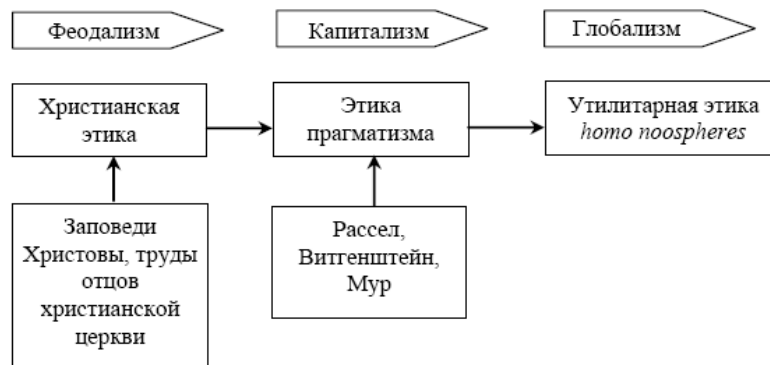 Феодализм
Капитализм
Глобализм
Христианская
этика
Этика
прагматизма
Утилитарная этика
homo noospheres
Заповеди
Христовы, труды
отцов
христианской
церкви
Рассел,
Витгенштейн,
Мур